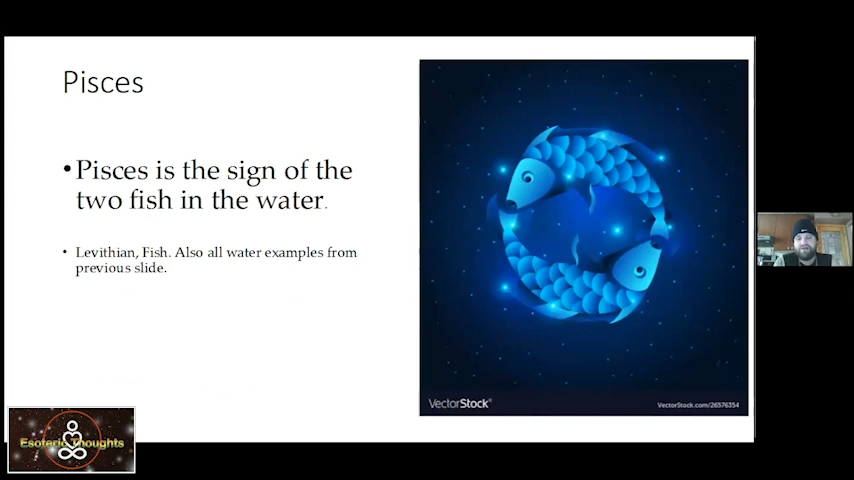 Pisces
•Pisces is the sign of the
two fish in the water.
• Levithian, Fish. Also all water examples from
previous slide.
VectorStock®
VectorStock.com/26576354
Esoteric Thoughts